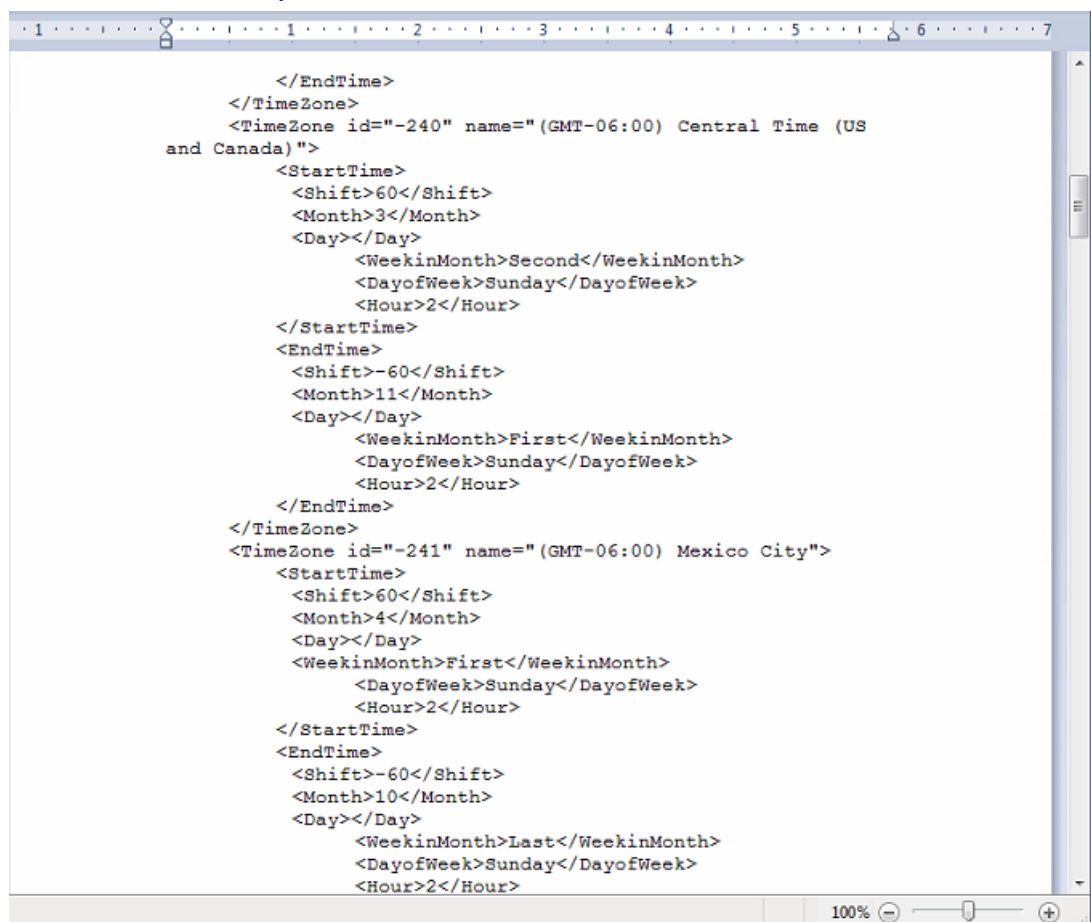 1 1 2 3 4 5 6 7
</EndTime>
</TimeZone>
<TimeZone id="-240" name="(GMT-06:00) Central Time (US
and Canada)">
<StartTime>
<Shift>60</Shift>
<Month>3</Month>
<Day></Day>
<WeekinMonth>Second</WeekinMonth>
<DayofWeek>Sunday</DayofWeek>
<Hour>2</Hour>
</StartTime>
<EndTime>
<Shift>-60</Shift>
<Month>11</Month>
<Day></Day>
<WeekinMonth>First</WeekinMonth>
<DayofWeek>Sunday</DayofWeek>
<Hour>2</Hour>
</EndTime>
</TimeZone>
<TimeZone id="-241" name="(GMT-06:00) Mexico City">
<StartTime>
<Shift>60</Shift>
<Month>4</Month>
<Day></Day>
<WeekinMonth>First</WeekinMonth>
<DayofWeek>Sunday</DayofWeek>
<Hour>2</Hour>
</StartTime>
<EndTime>
<Shift>-60</Shift>
<Month>10</Month>
<Day></Day>
<WeekinMonth>Last</WeekinMonth>
<DayofWeek>Sunday</DayofWeek>
<Hour>2</Hour>
100%